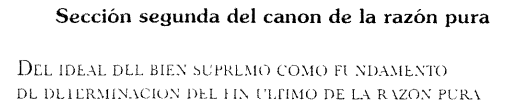 Sección segunda del canon de la razón pura
DEL IDEAL DEL BIEN SUPREMO COMO FUNDAMENTO
DE DETERMINACIÓN DEL FIN ÚLTIMO DE LA RAZÓN PURA